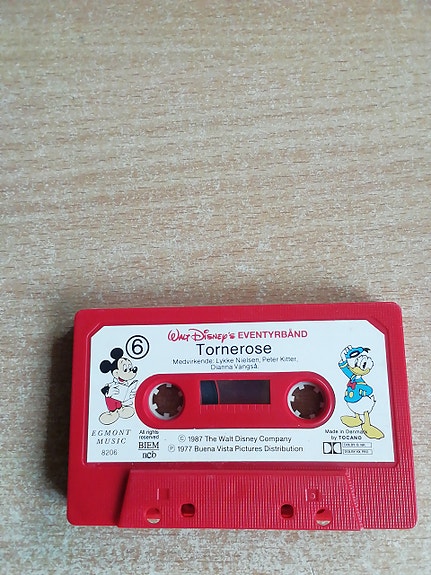 Walt Disney's EVENTYRBÅND
6
Tornerose
Medvirkende: Lykke Nielsen, Peter Kitter,
Dianna Vangså.
EGMONT
MUSIC
8206
All rights
reserved
BIEM
ncb
© 1987 The Walt Disney Company
℗ 1977 Buena Vista Pictures Distribution
Made in Denmark
by TOCANO